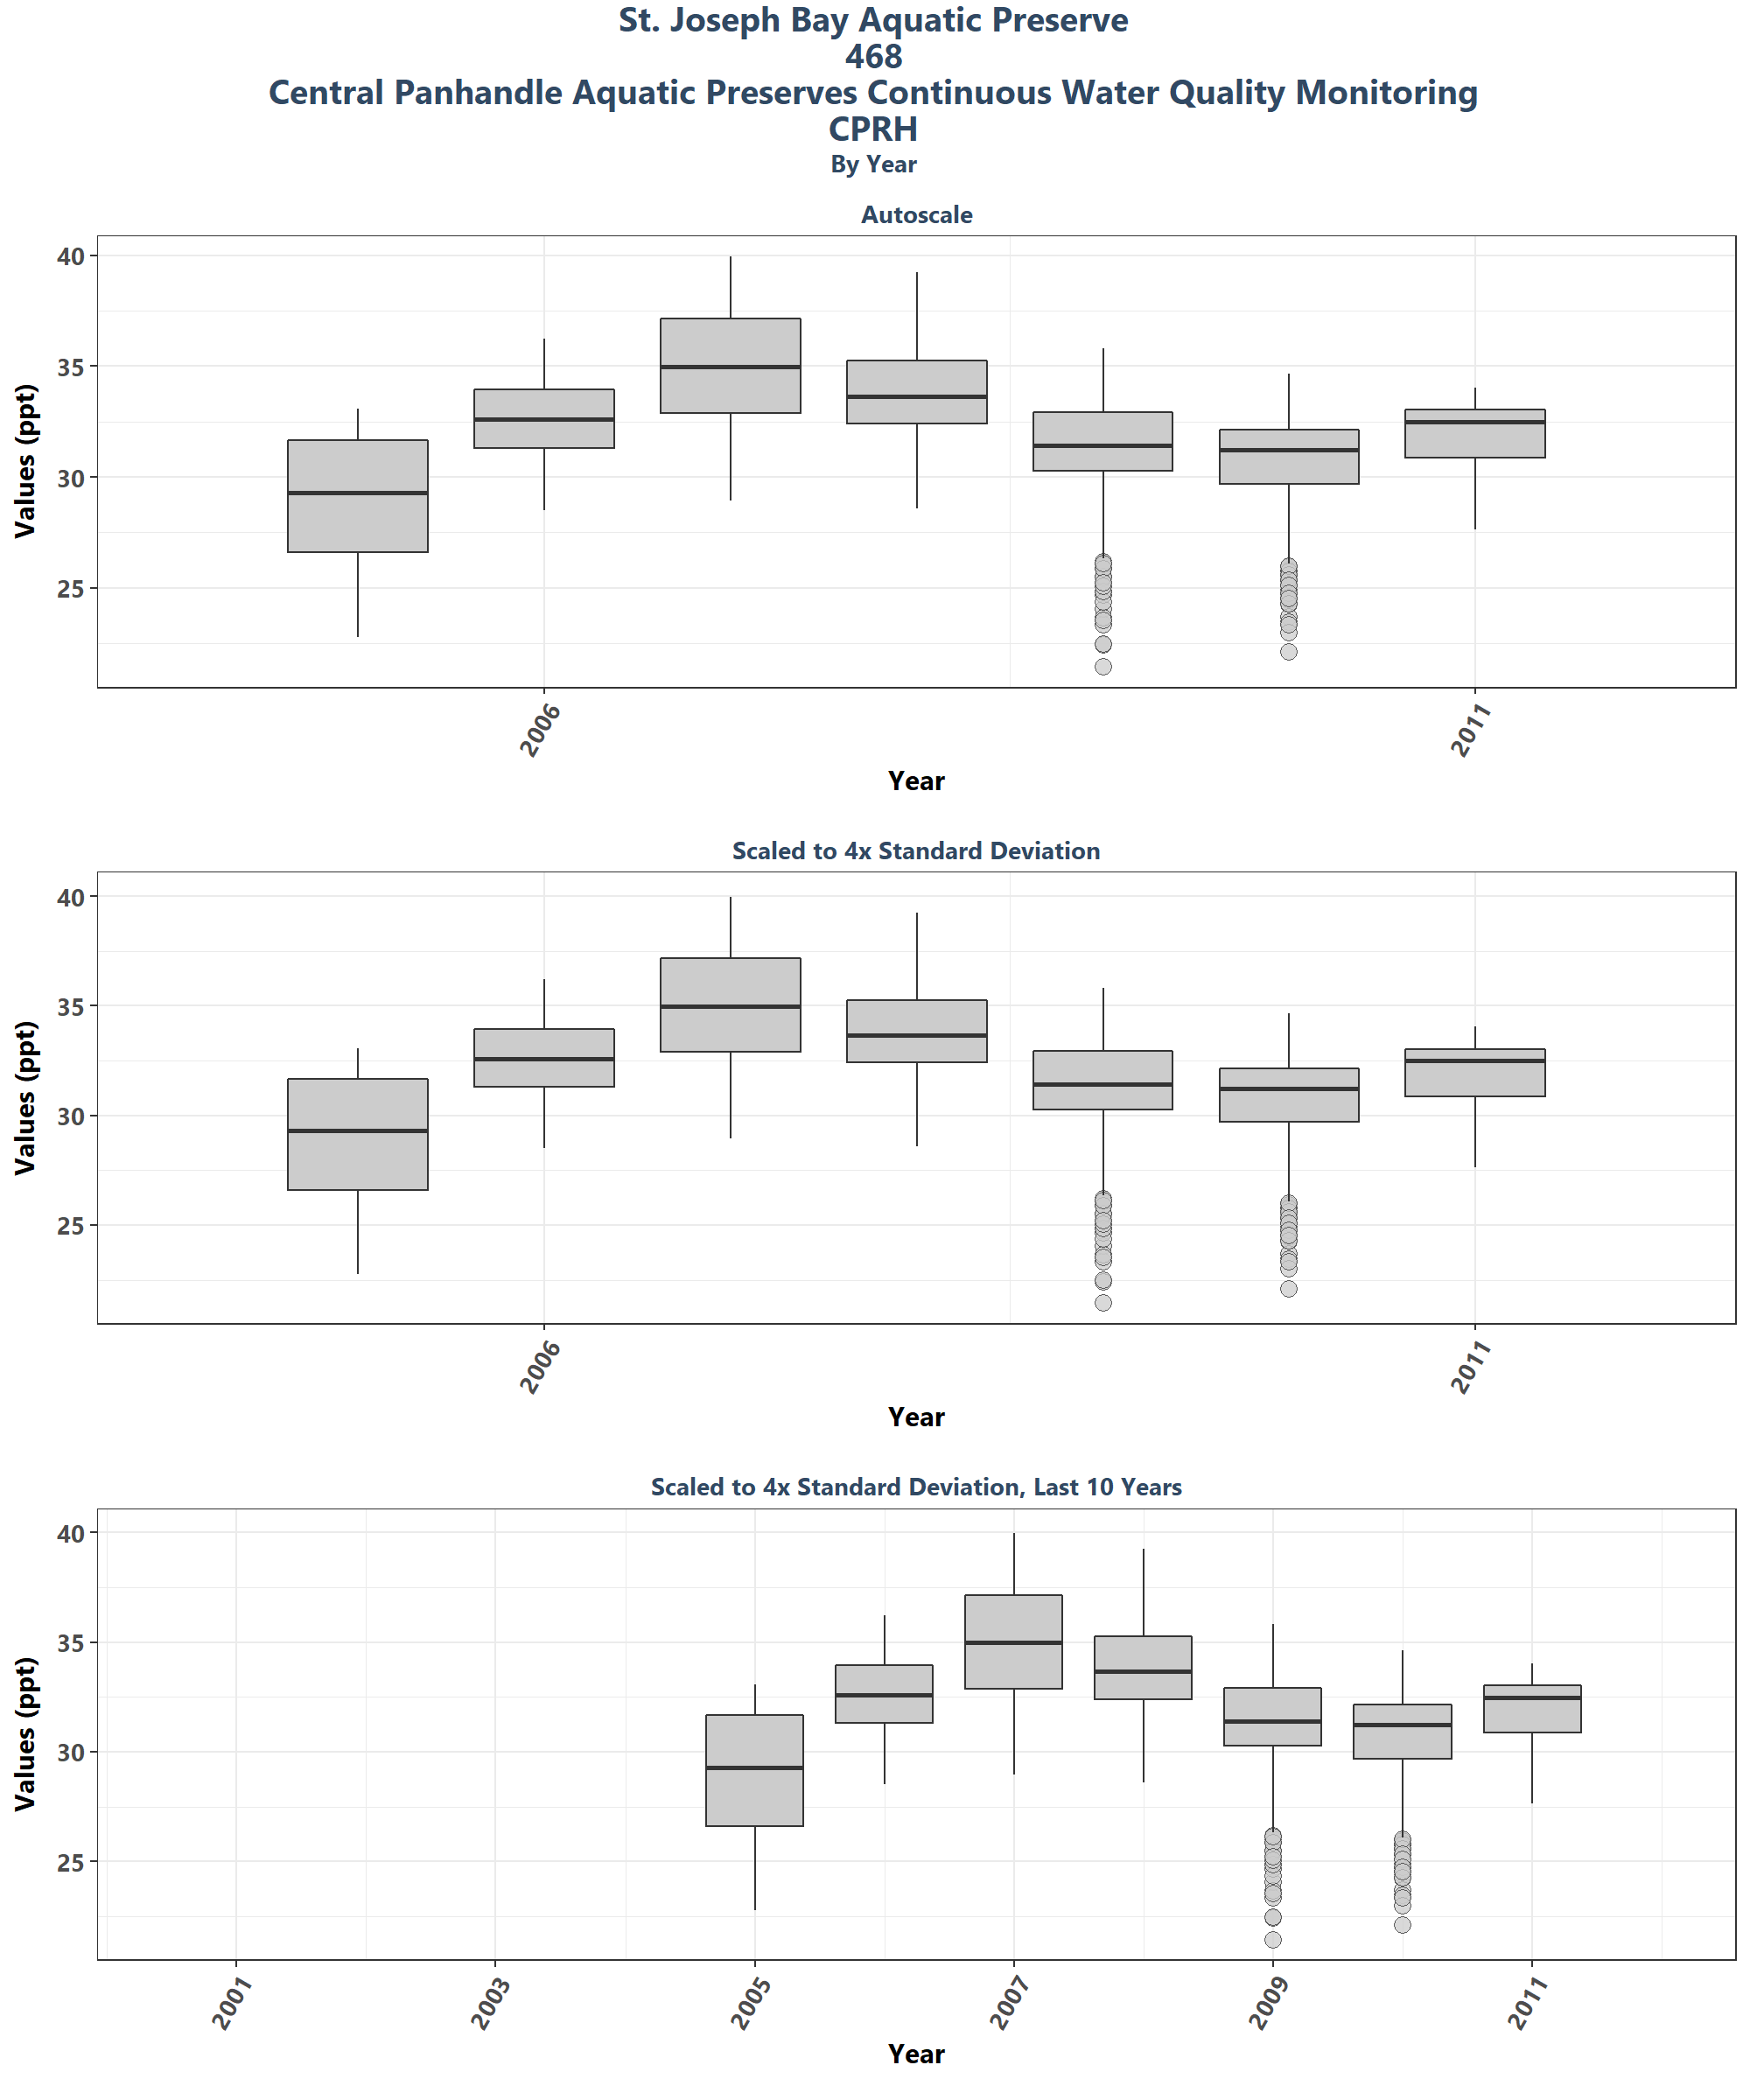 St. Joseph Bay Aquatic Preserve
468
Central Panhandle Aquatic Preserves Continuous Water Quality Monitoring
CPRH
By Year
Autoscale
Values (ppt)
40
35
30
25
2006
2011
Year
Scaled to 4x Standard Deviation
Values (ppt)
40
35
30
25
2006
2011
Year
Scaled to 4x Standard Deviation, Last 10 Years
Values (ppt)
40
35
30
25
2001
2003
2005
2007
2009
2011
Year